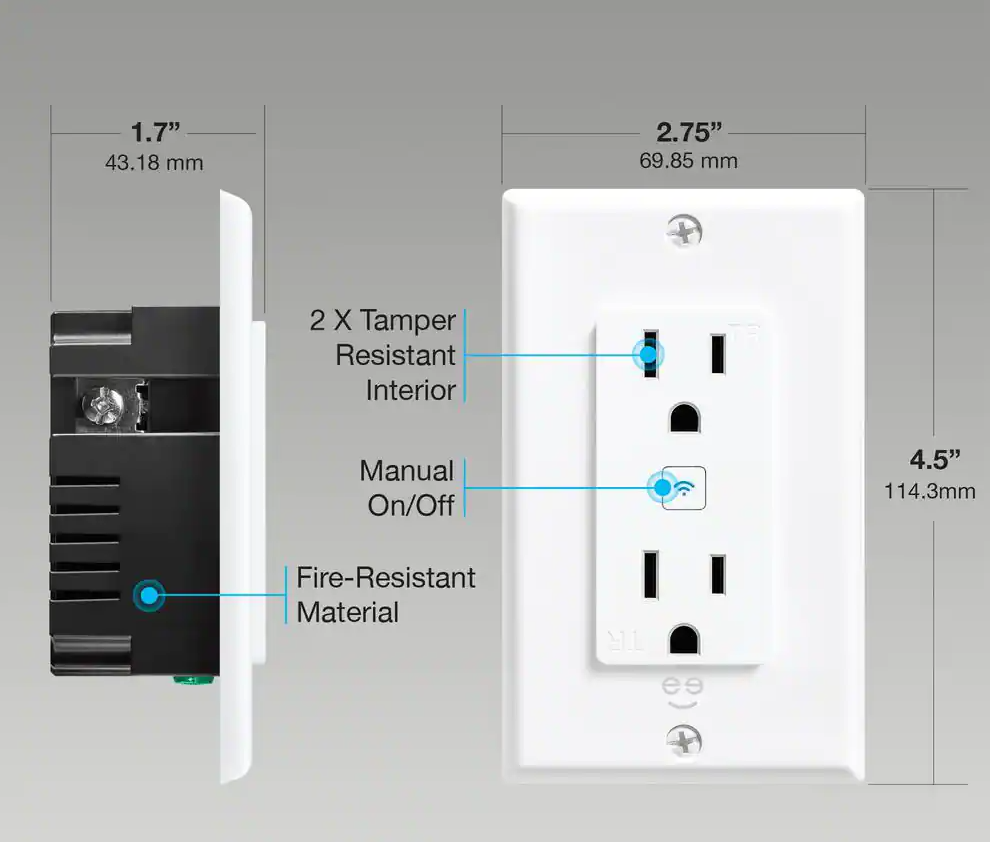 1.7”
43.18 mm
2.75”
69.85 mm
2 X Tamper
Resistant
Interior
TR
Manual
On/Off
4.5”
114.3mm
Fire-Resistant
Material
TR
ee